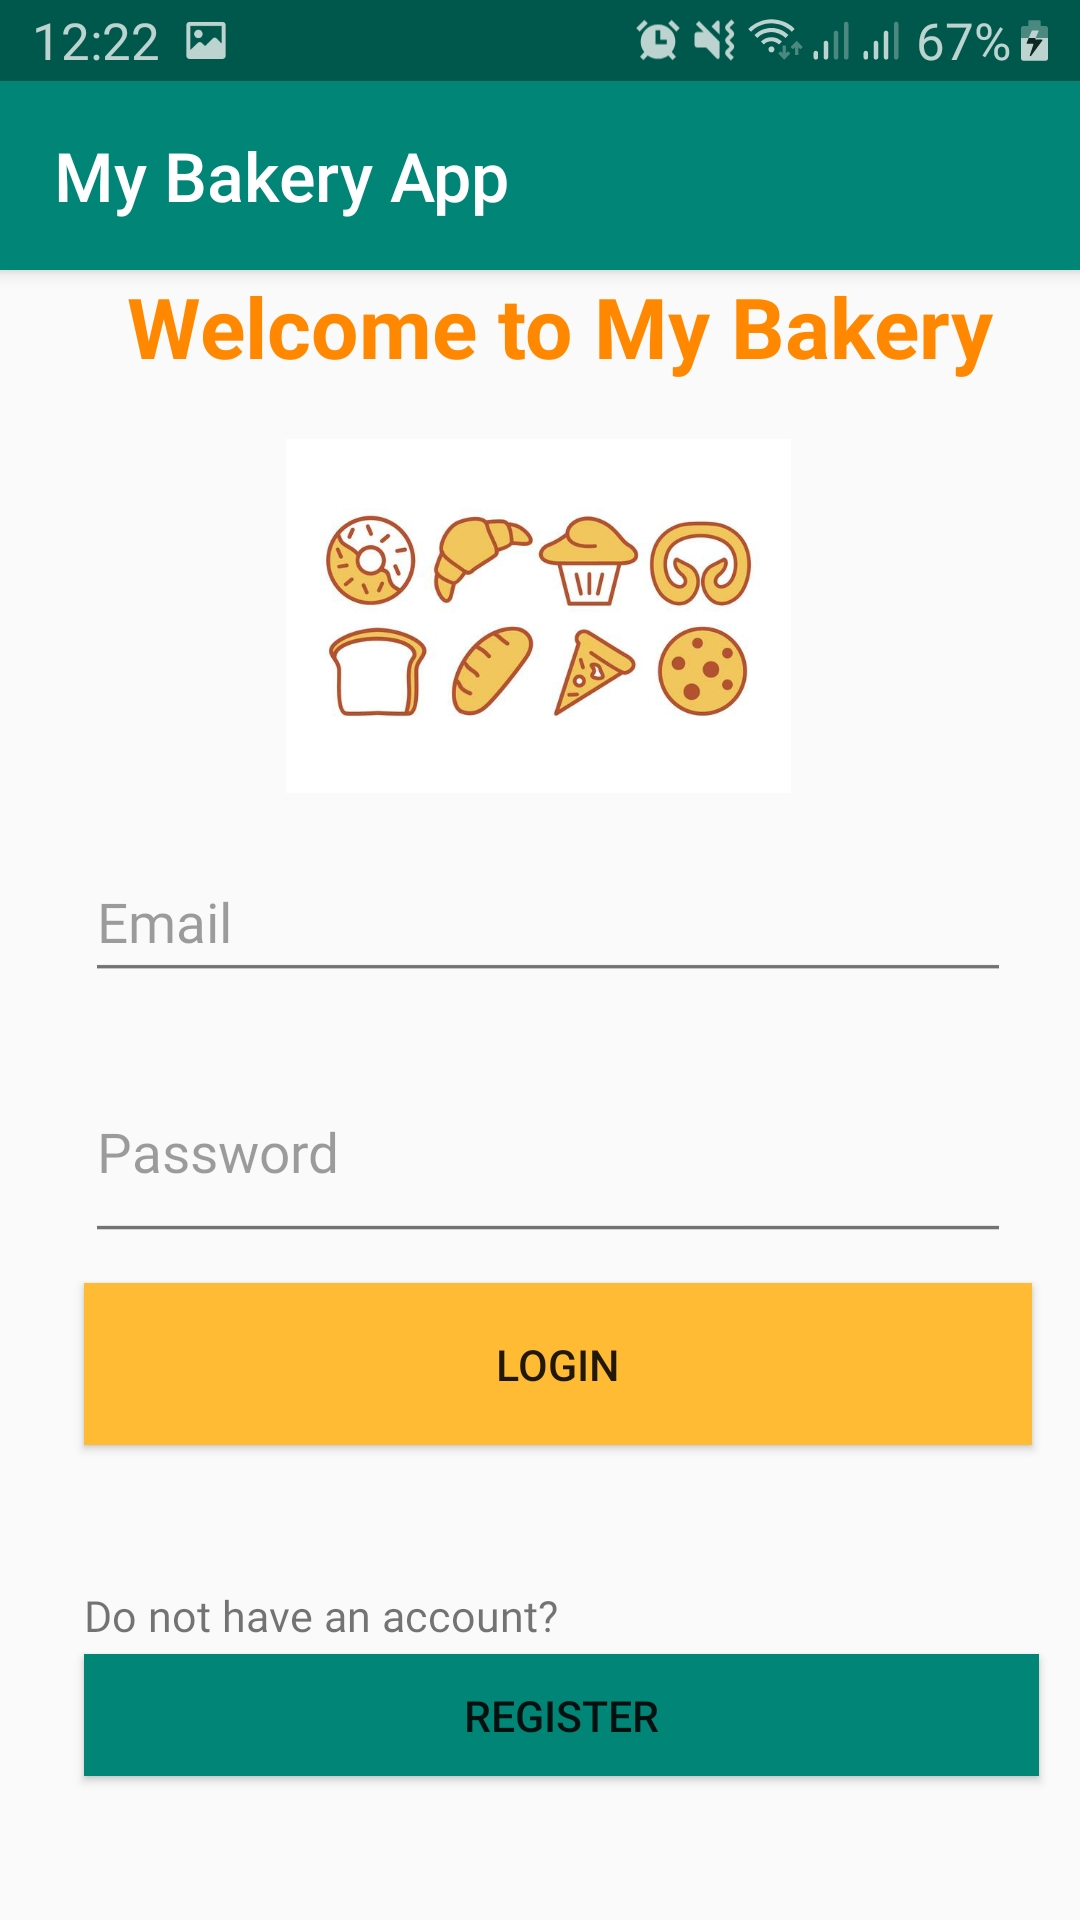 12:22 67%
My Bakery App
Welcome to My Bakery
Email
Password
LOGIN
Do not have an account?
REGISTER